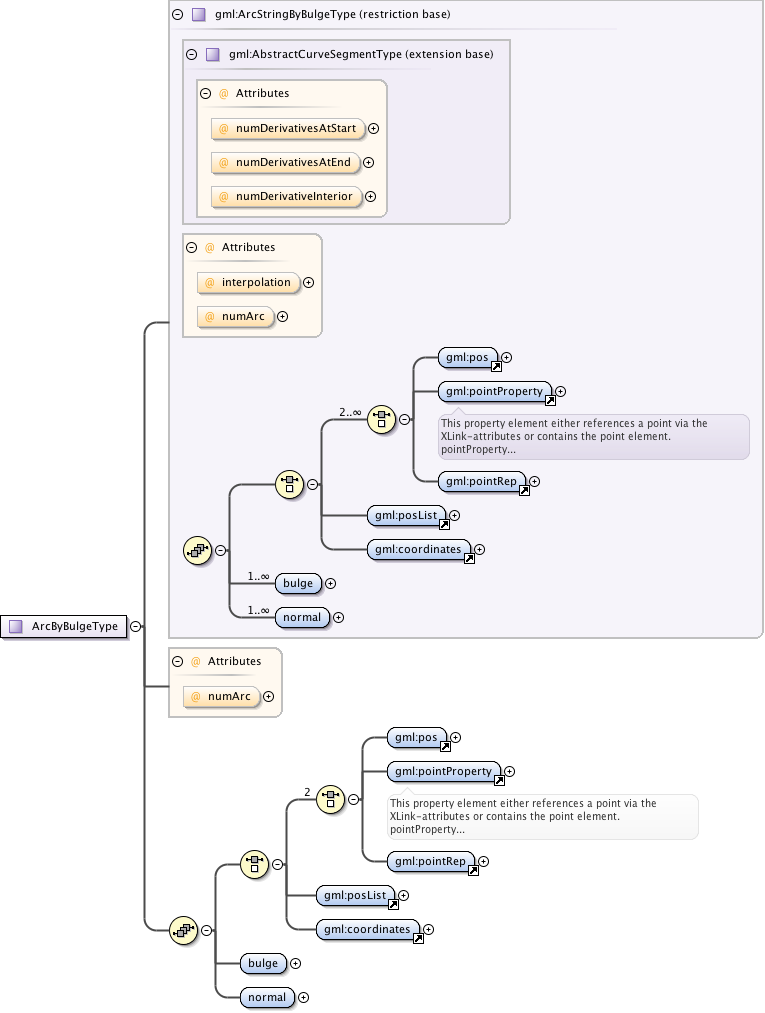 gml:ArcStringByBulgeType (restriction base)
gml:AbstractCurveSegmentType (extension base)
@ Attributes
@ numDerivativesAtStart
@ numDerivativesAtEnd
@ numDerivativeInterior
@ Attributes
@ interpolation
@ numArc
gml:pos
2..∞
gml:pointProperty
This property element either references a point via the
XLink-attributes or contains the point element.
pointProperty...
gml:pointRep
gml:posList
gml:coordinates
1..∞ bulge
1..∞ normal
ArcByBulgeType
@ Attributes
@ numArc
gml:pos
2
gml:pointProperty
This property element either references a point via the
XLink-attributes or contains the point element.
pointProperty...
gml:pointRep
gml:posList
gml:coordinates
bulge
normal